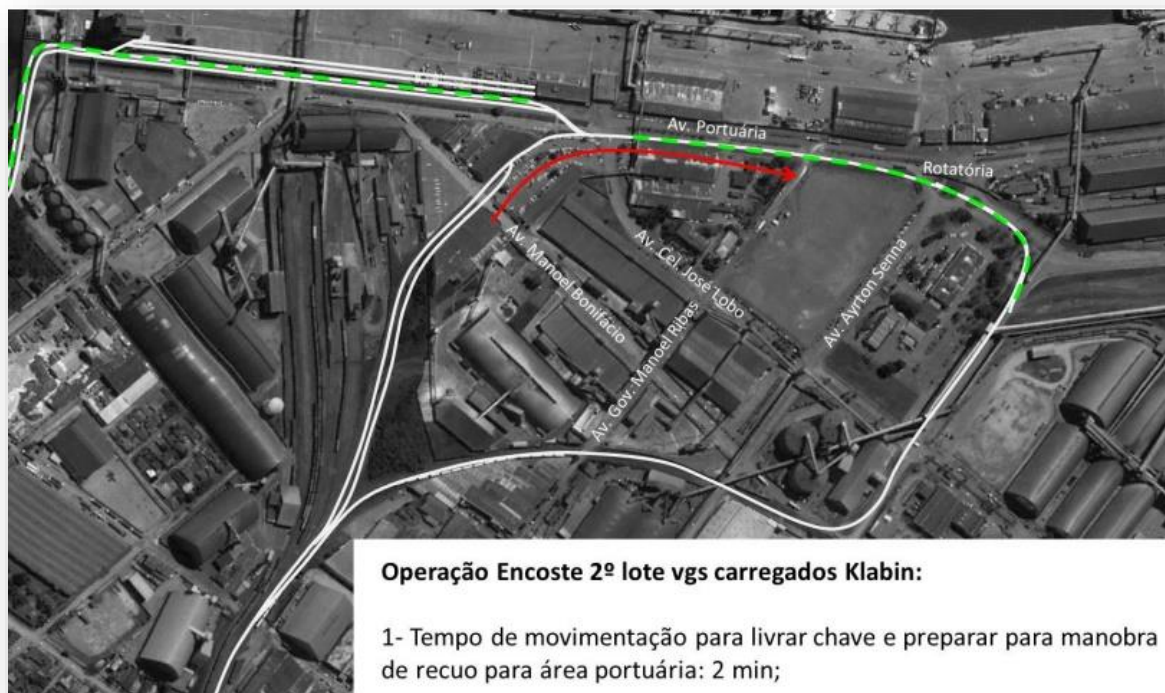 Av. Portuária
Rotatória
Av. Manoel Bonifácio
Av. Cel. José Lobo
Av. Gov. Manoel Ribas
Av. Ayrton Senna
Operação Encoste 2º lote vgs carregados Klabin:
1- Tempo de movimentação para livrar chave e preparar para manobra
de recuo para área portuária: 2 min;